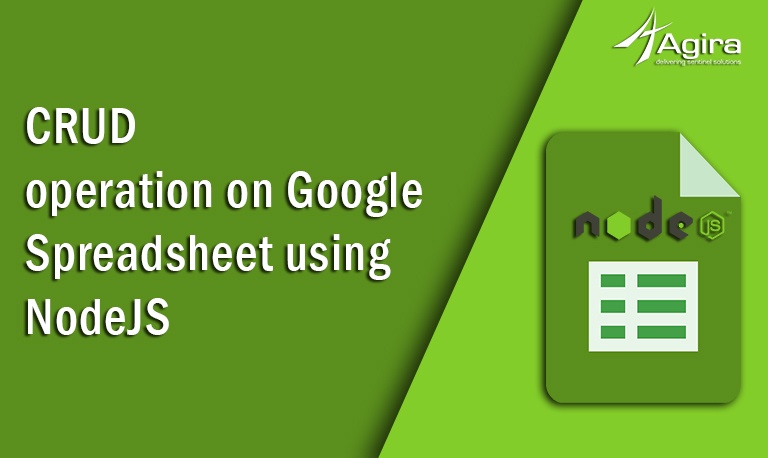 Agira
delivering sentinel solutions
CRUD
operation on Google
Spreadsheet using
NodeJS
node
JS